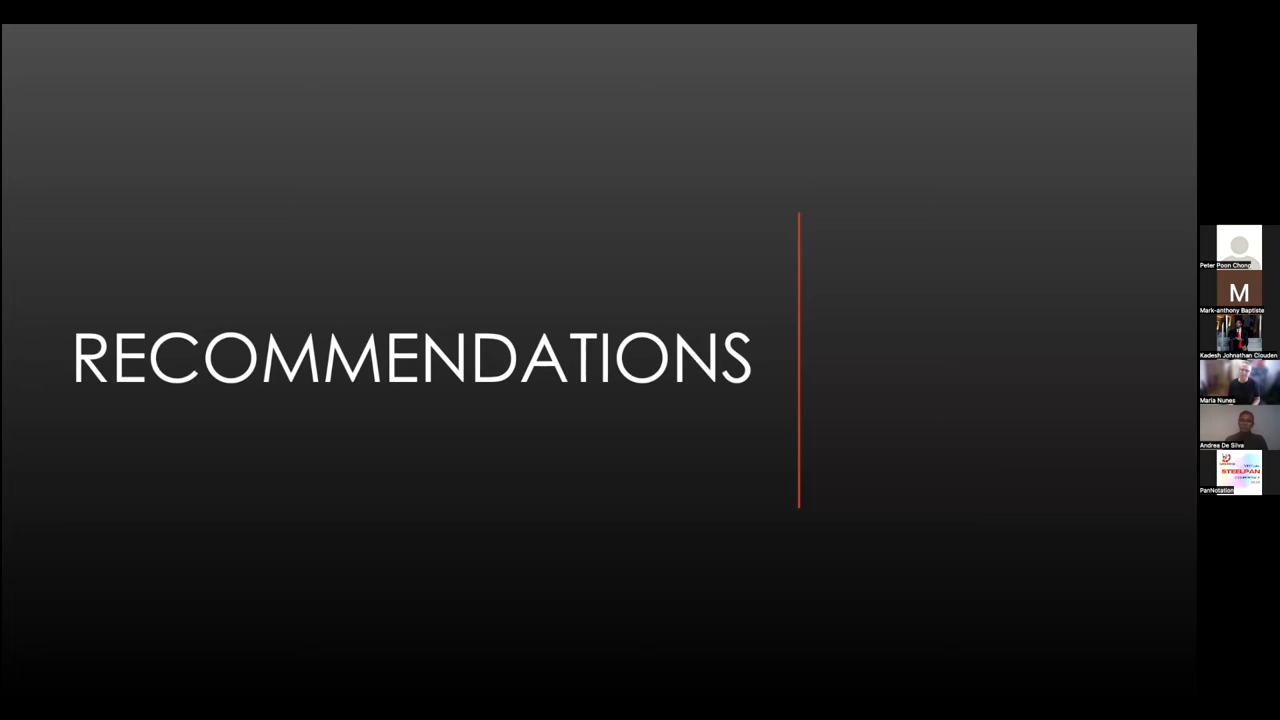 RECOMMENDATIONS
Peter Poon Chong
M
Mark-anthony Baptiste
Kadesh Johnathan Clouden
Maria Nunes
Andrea De Silva
STEELPAN
PanNotation